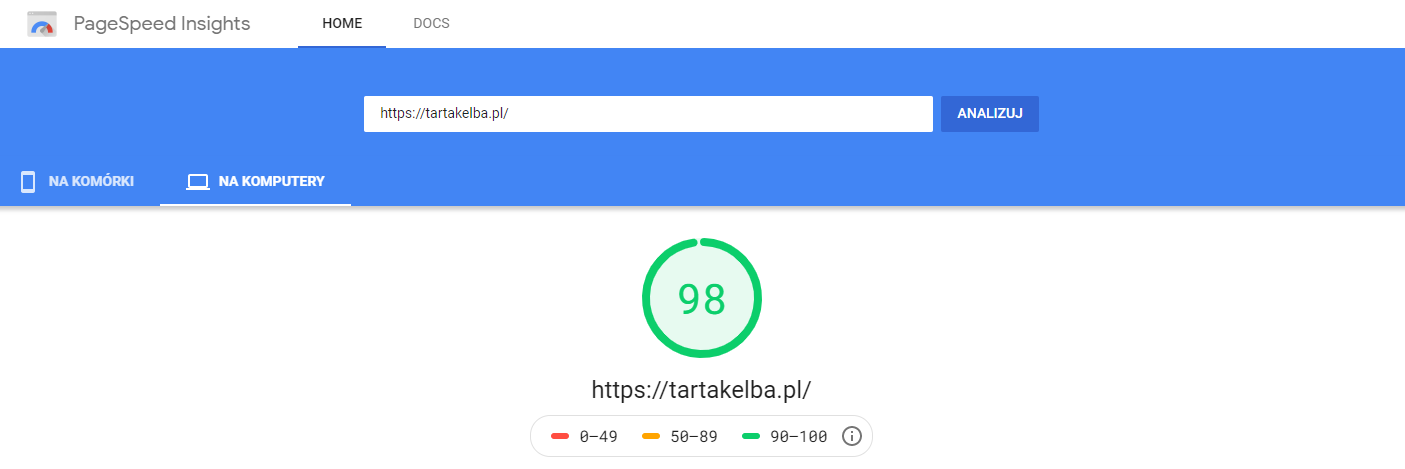 PageSpeed Insights HOME DOCS
https://tartakelba.pl/ ANALIZUJ
NA KOMÓRKI NA KOMPUTERY
98
https://tartakelba.pl/
0–49 50–89 90–100